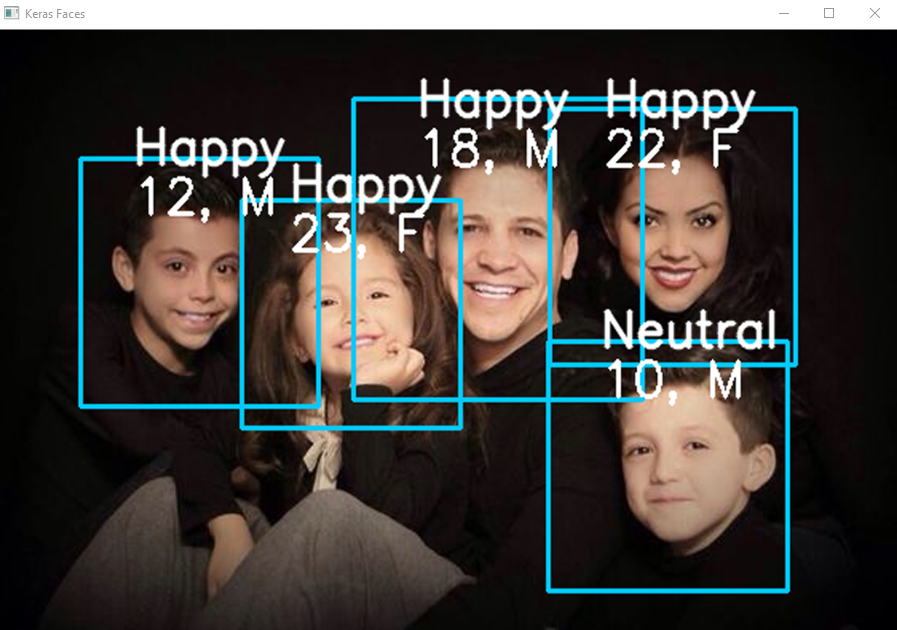 Keras Faces
Happy
12, M
Happy
23, F
Happy
18, M
Happy
22, F
Neutral
10, M